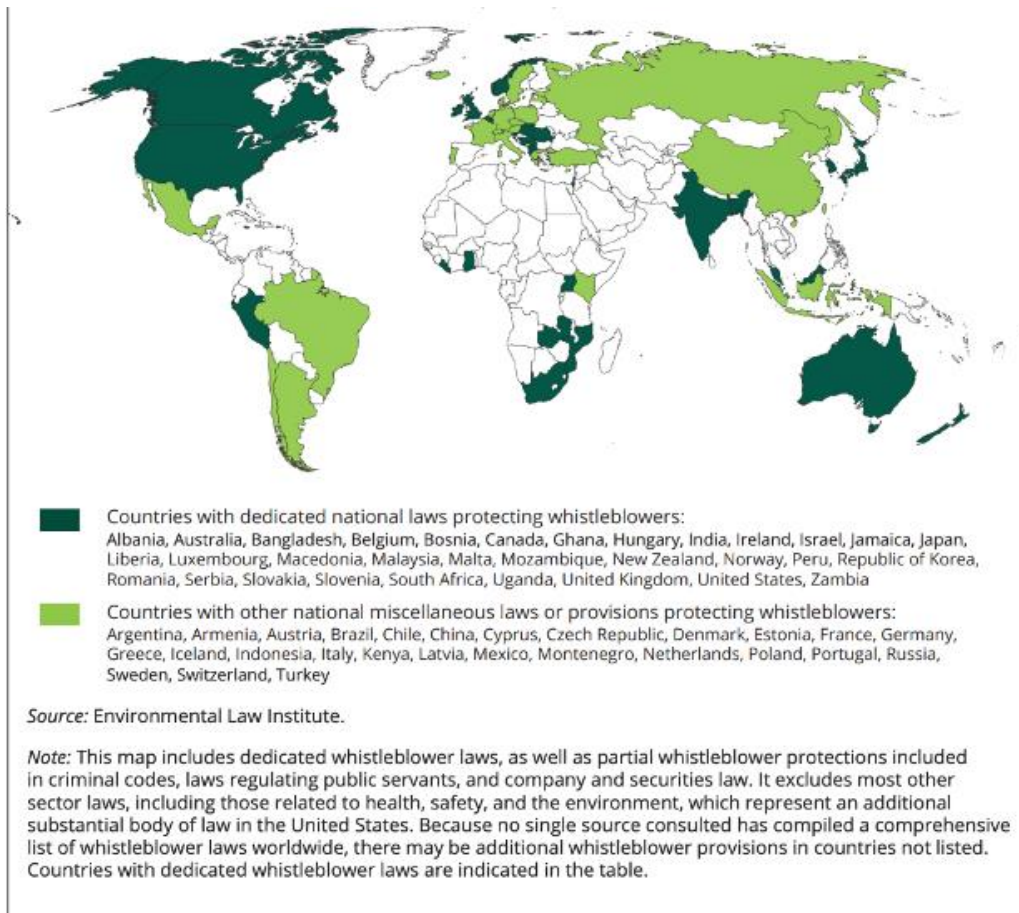 Countries with dedicated national laws protecting whistleblowers:
Albania, Australia, Bangladesh, Belgium, Bosnia, Canada, Ghana, Hungary, India, Ireland, Israel, Jamaica, Japan,
Liberia, Luxembourg, Macedonia, Malaysia, Malta, Mozambique, New Zealand, Norway, Peru, Republic of Korea,
Romania, Serbia, Slovakia, Slovenia, South Africa, Uganda, United Kingdom, United States, Zambia
Countries with other national miscellaneous laws or provisions protecting whistleblowers:
Argentina, Armenia, Austria, Brazil, Chile, China, Cyprus, Czech Republic, Denmark, Estonia, France, Germany,
Greece, Iceland, Indonesia, Italy, Kenya, Latvia, Mexico, Montenegro, Netherlands, Poland, Portugal, Russia,
Sweden, Switzerland, Turkey
Source: Environmental Law Institute.
Note: This map includes dedicated whistleblower laws, as well as partial whistleblower protections included
in criminal codes, laws regulating public servants, and company and securities law. It excludes most other
sector laws, including those related to health, safety, and the environment, which represent an additional
substantial body of law in the United States. Because no single source consulted has compiled a comprehensive
list of whistleblower laws worldwide, there may be additional whistleblower provisions in countries not listed.
Countries with dedicated whistleblower laws are indicated in the table.